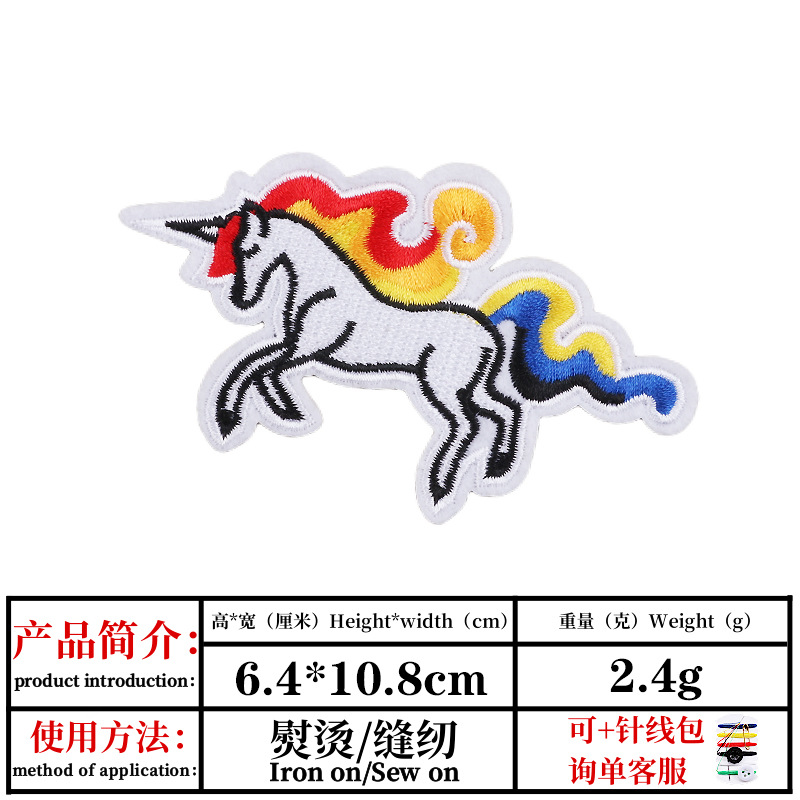 产品简介:
product introduction:
高*宽（厘米）Height*width（cm）
重量（克）Weight（g）
6.4*10.8cm
2.4g
使用方法:
method of application:
熨烫/缝纫
Iron on/Sew on
可+针线包
询单客服